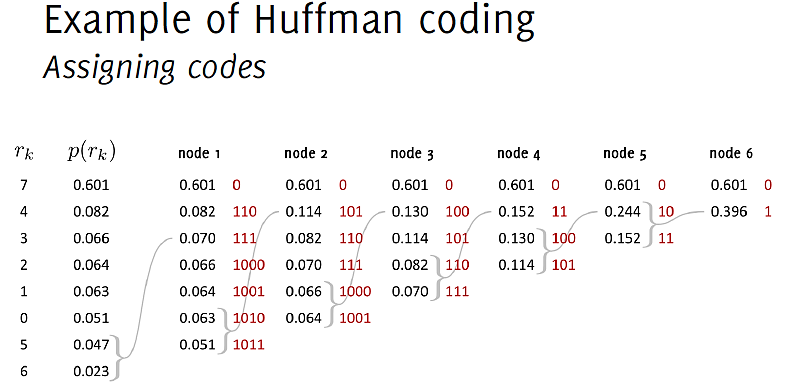 Example of Huffman coding
Assigning codes
rk p(rk) node 1 node 2 node 3 node 4 node 5 node 6
7 0.601 0.601 0 0.601 0 0.601 0 0.601 0 0.601 0 0.601 0
4 0.082 0.082 110 0.114 101 0.130 100 0.152 11 0.244 10 0.396 1
3 0.066 0.070 111 0.082 110 0.114 101 0.130 100 0.152 11
2 0.064 0.066 1000 0.070 111 0.082 110 0.114 101
1 0.063 0.064 1001 0.066 1000 0.070 111
0 0.051 0.063 1010 0.064 1001
5 0.047 0.051 1011
6 0.023